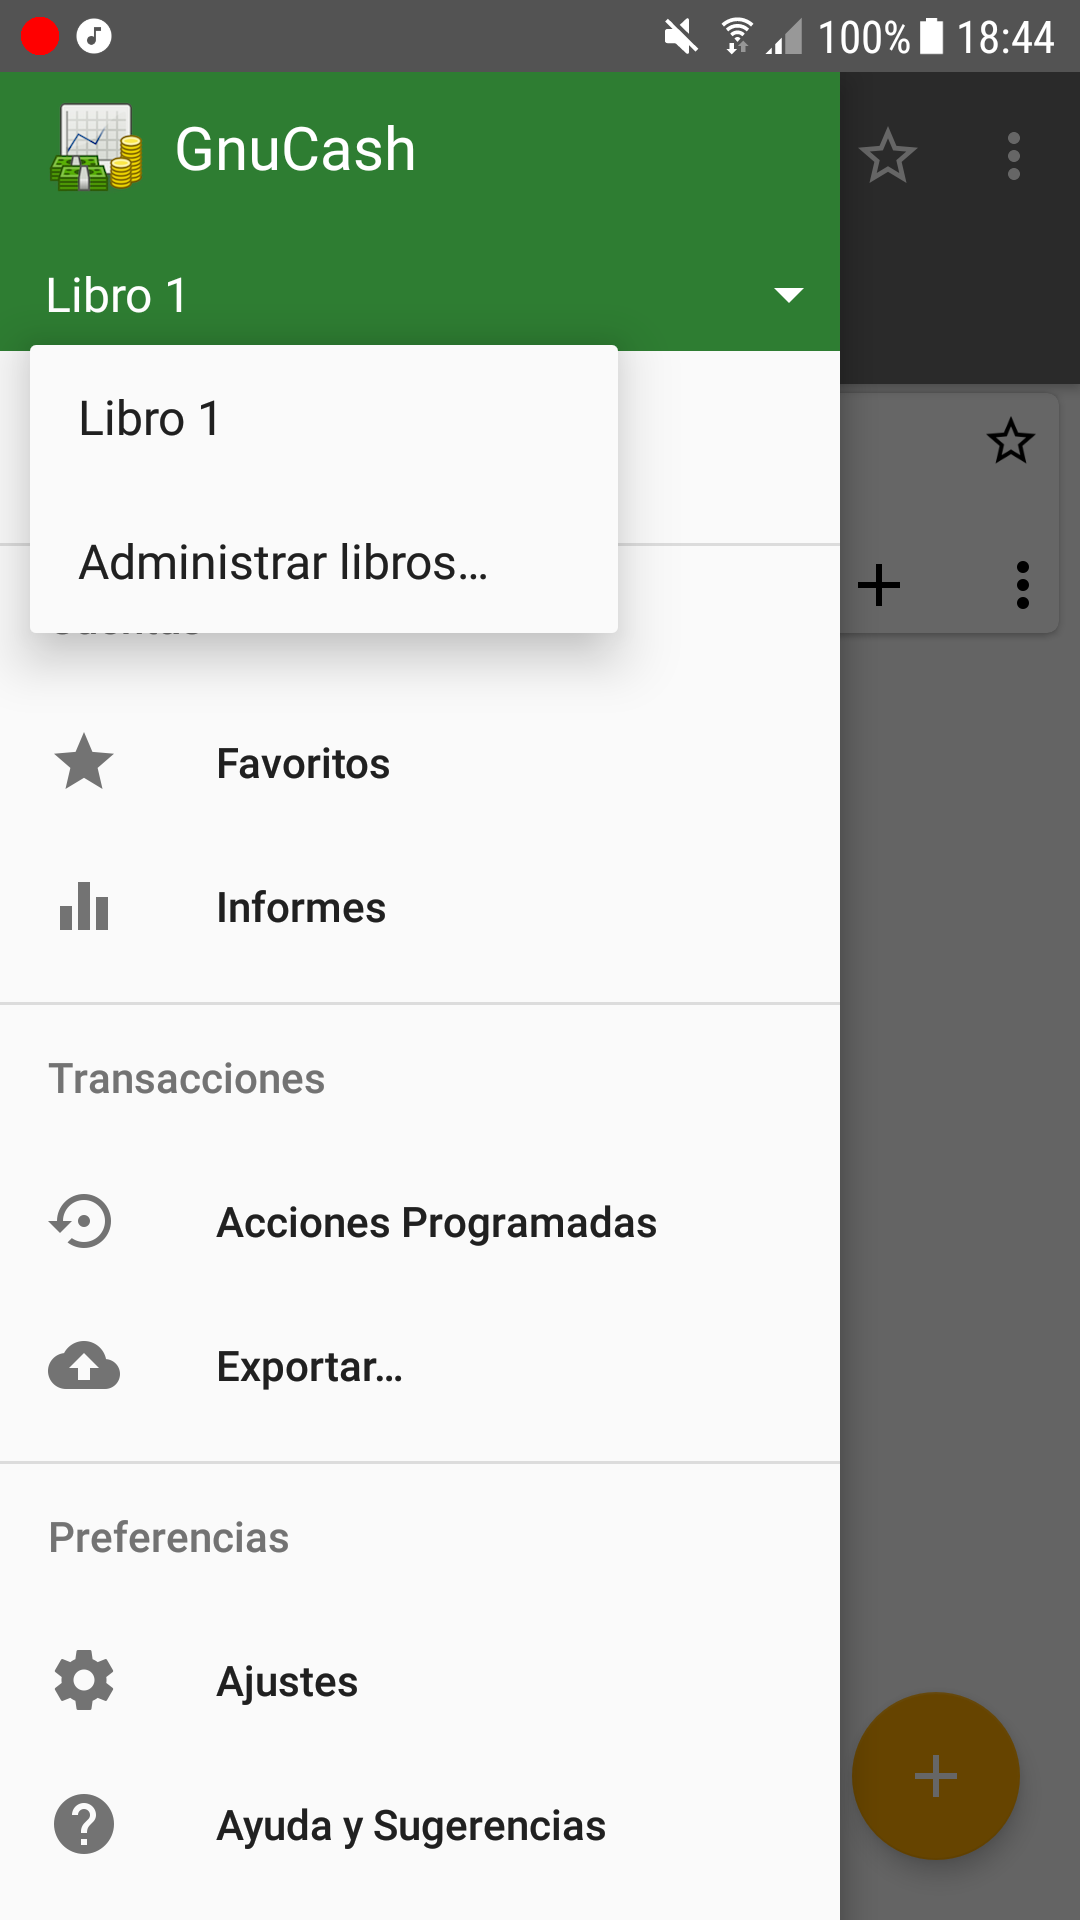 100% 18:44
GnuCash
Libro 1
Libro 1
Administrar libros...
Favoritos
Informes
Transacciones
Acciones Programadas
Exportar...
Preferencias
Ajustes
Ayuda y Sugerencias